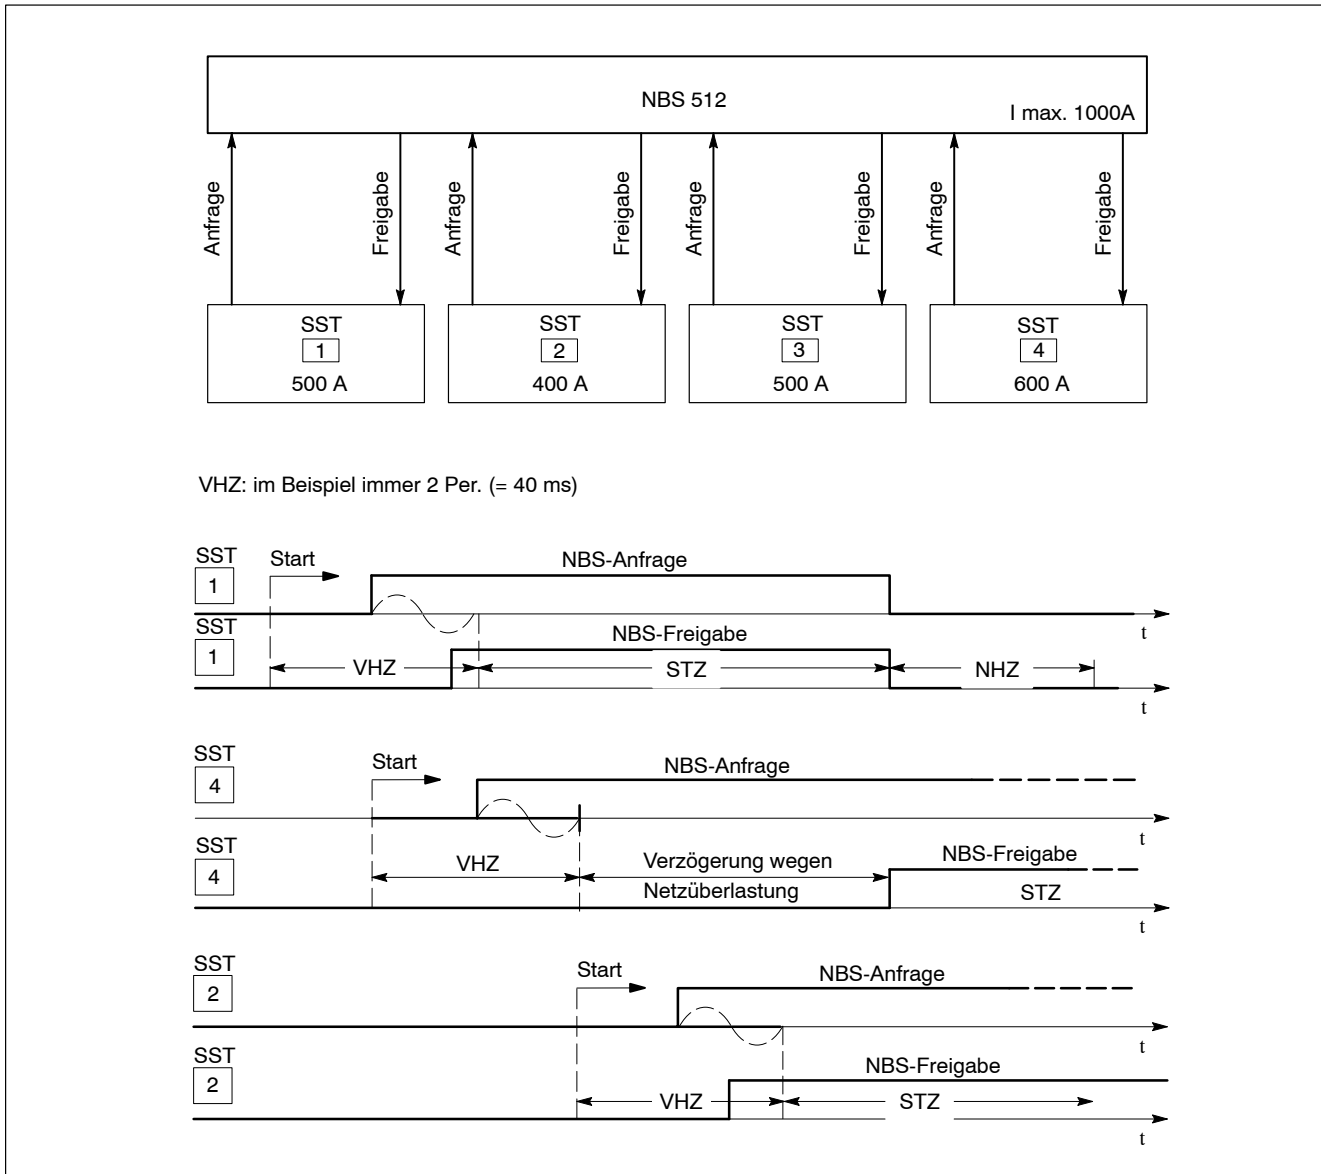 NBS 512
I max. 1000A
Anfrage
Freigabe
Anfrage
Freigabe
Anfrage
Freigabe
Anfrage
Freigabe
SST
1
500 A
SST
2
400 A
SST
3
500 A
SST
4
600 A
VHZ: im Beispiel immer 2 Per. (= 40 ms)
SST
1
Start
NBS-Anfrage
t
SST
1
NBS-Freigabe
VHZ
STZ
NHZ
t
SST
4
Start
NBS-Anfrage
t
SST
4
VHZ
Verzögerung wegen
Netzüberlastung
NBS-Freigabe
STZ
t
SST
2
Start
NBS-Anfrage
t
SST
2
NBS-Freigabe
VHZ
STZ
t